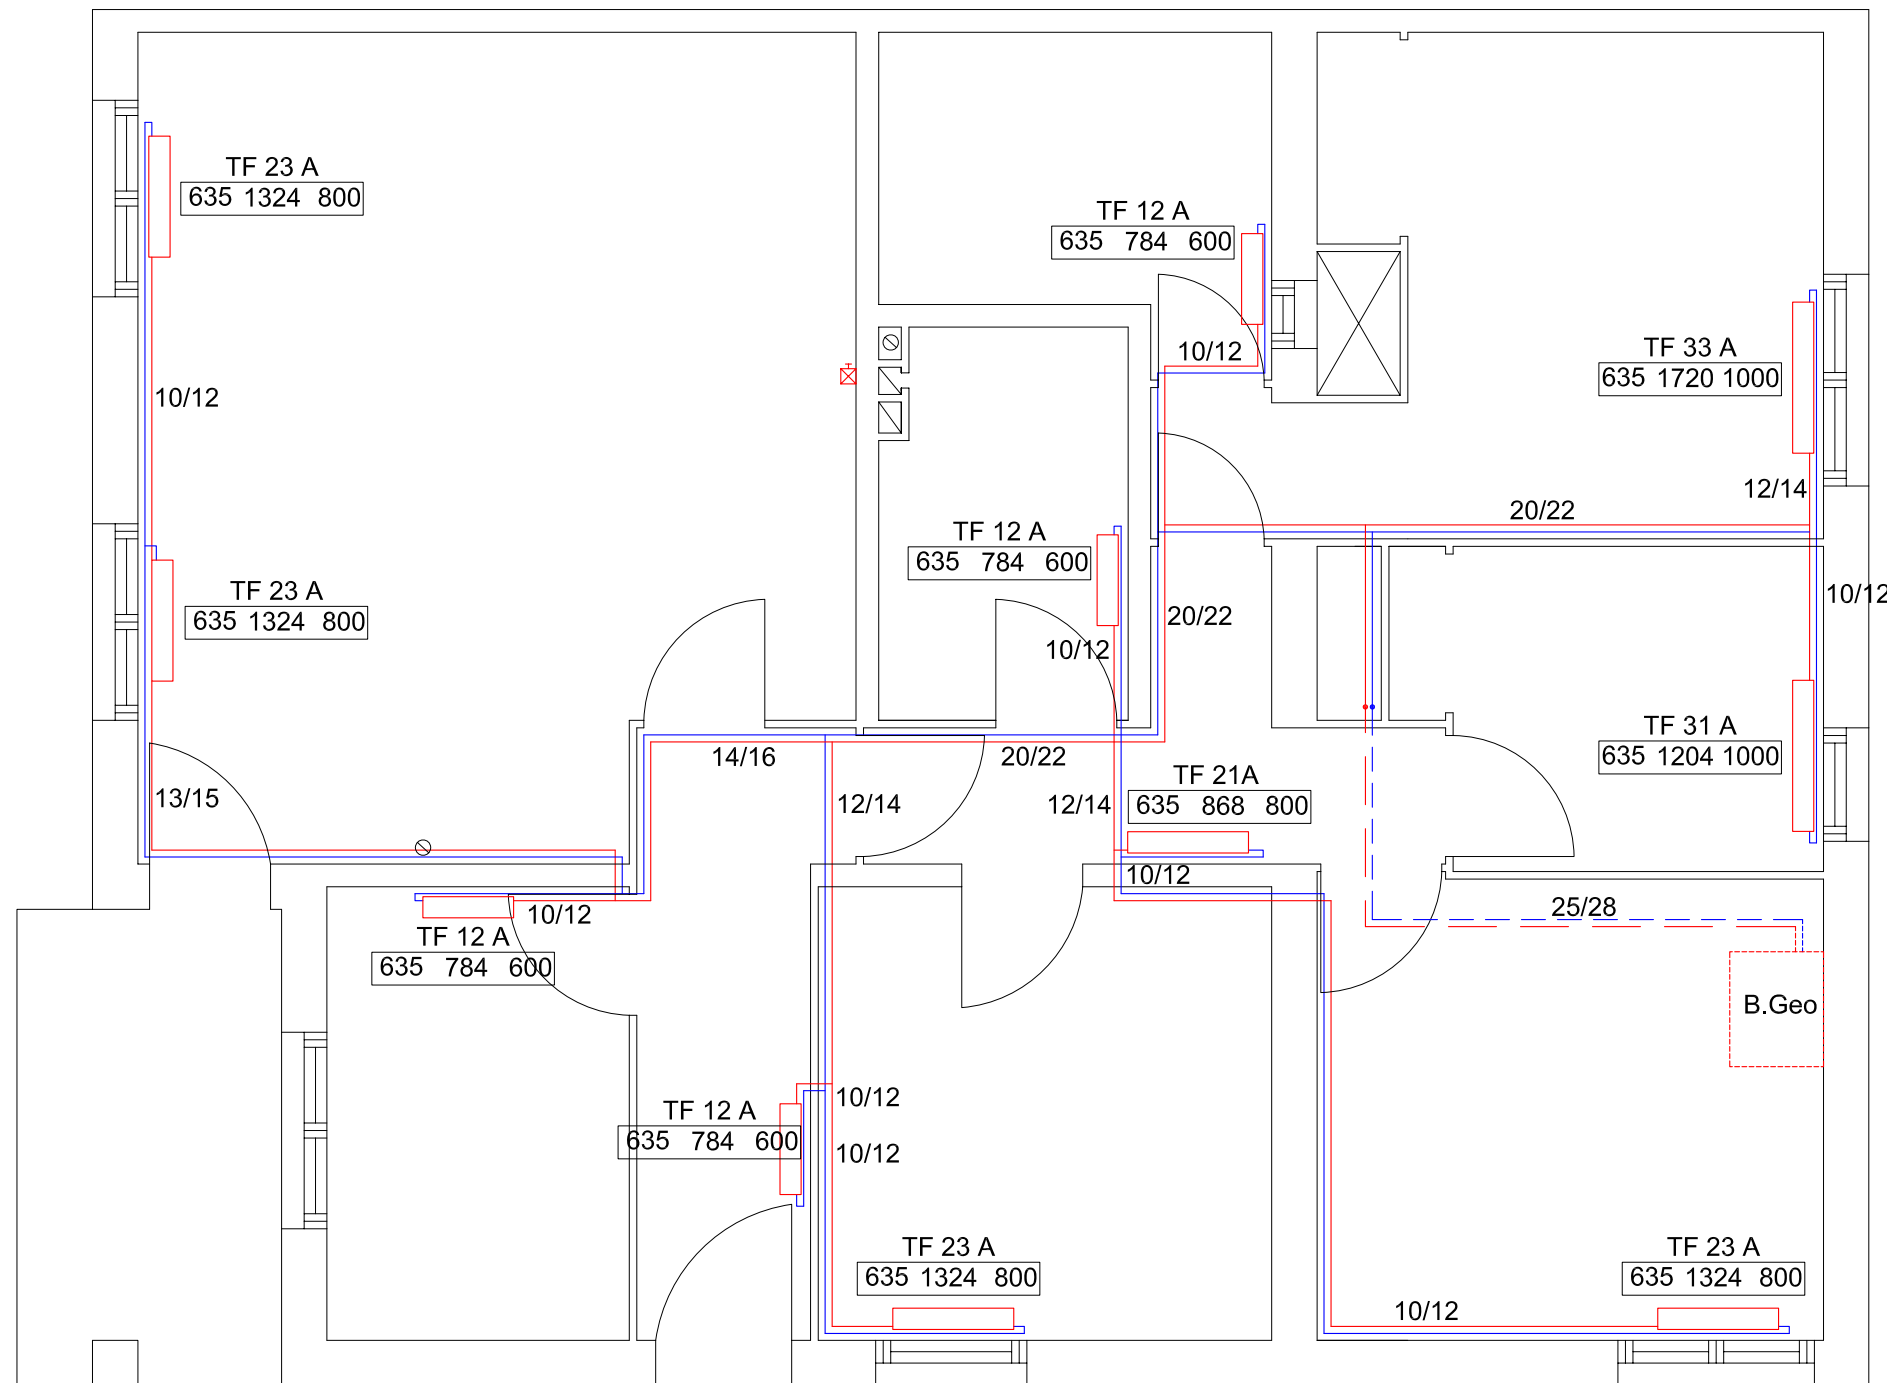 TF 23 A
635 1324 800
TF 12 A
635 784 600
10/12
TF 33 A
635 1720 1000
10/12
12/14
20/22
TF 12 A
635 784 600
TF 23 A
635 1324 800
10/12
20/22
10/12
TF 31 A
635 1204 1000
14/16
20/22
TF 21A
635 868 800
13/15
12/14
12/14
10/12
25/28
10/12
TF 12 A
635 784 600
B.Geo
10/12
TF 12 A
635 784 600
10/12
TF 23 A
635 1324 800
TF 23 A
635 1324 800
10/12